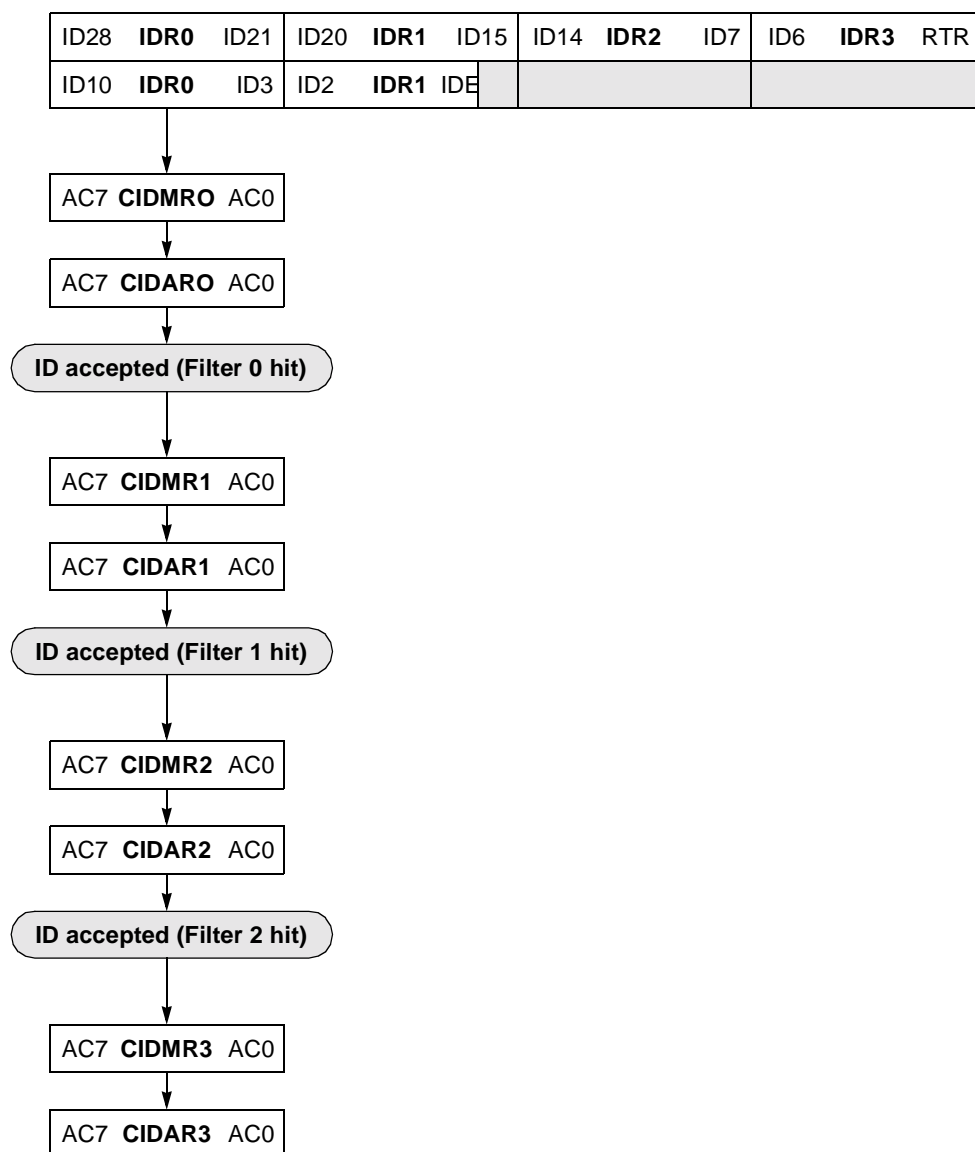 ID28 IDR0 ID21 ID20 IDR1 ID15 ID14 IDR2 ID7 ID6 IDR3 RTR
ID10 IDR0 ID3 ID2 IDR1 IDE
AC7 CIDMRO AC0
AC7 CIDARO AC0
ID accepted (Filter 0 hit)
AC7 CIDMR1 AC0
AC7 CIDAR1 AC0
ID accepted (Filter 1 hit)
AC7 CIDMR2 AC0
AC7 CIDAR2 AC0
ID accepted (Filter 2 hit)
AC7 CIDMR3 AC0
AC7 CIDAR3 AC0